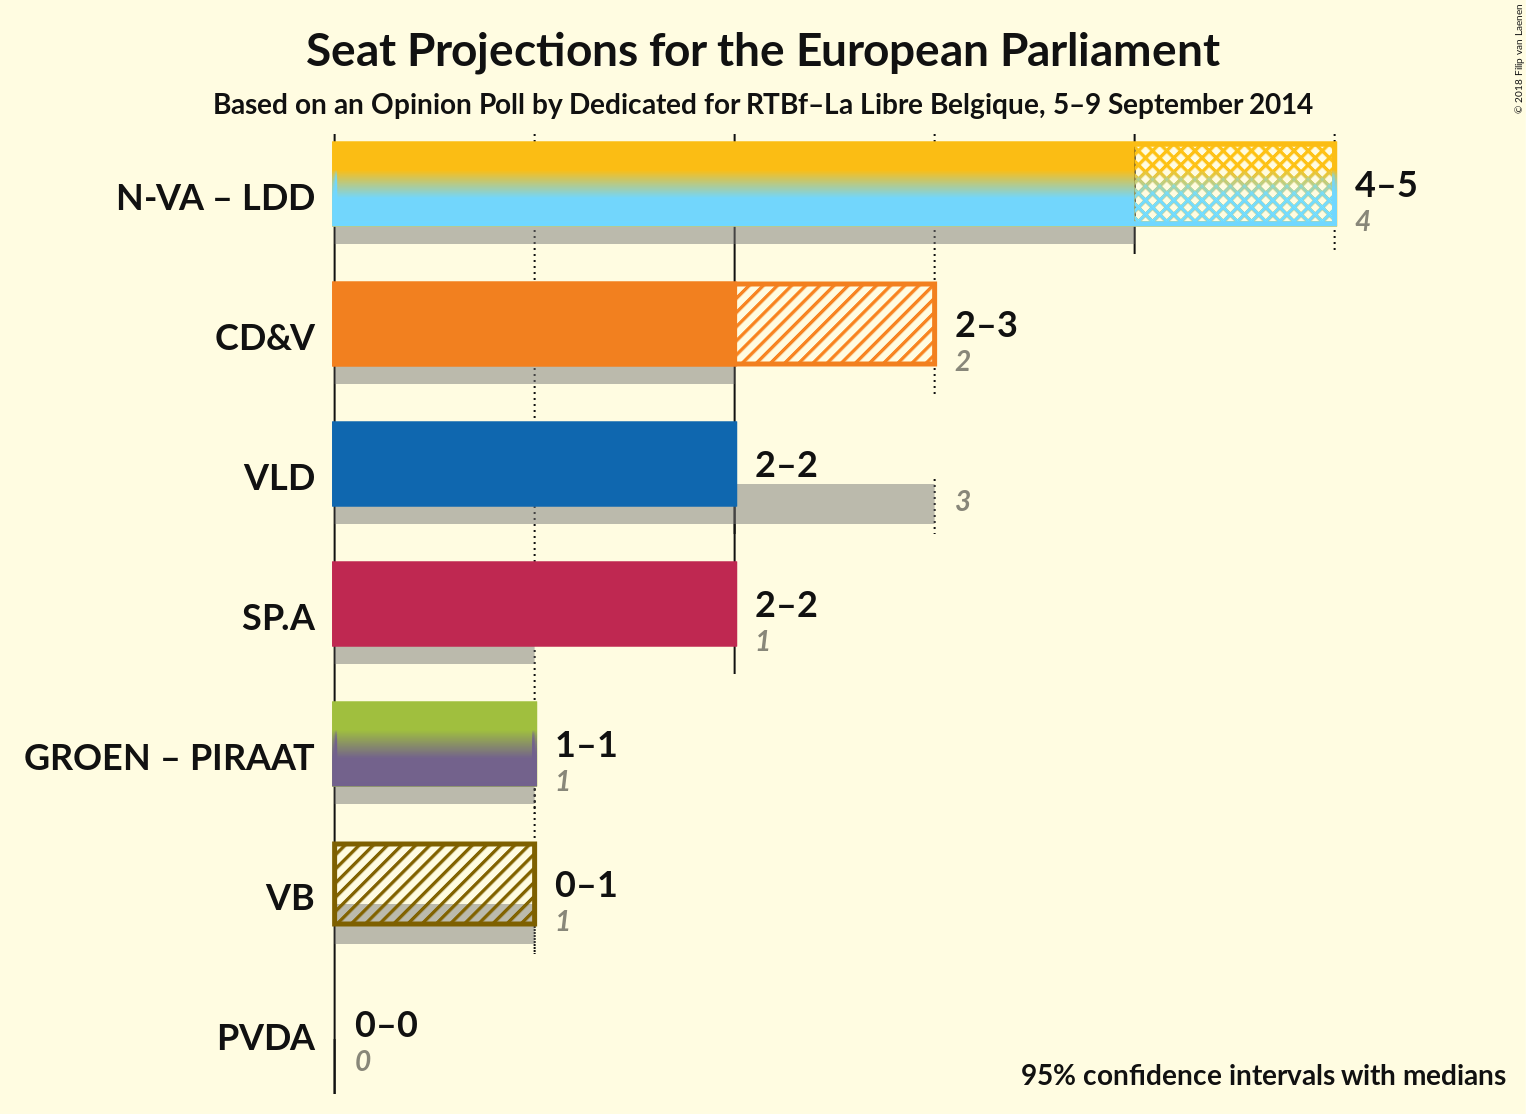 Seat Projections for the European Parliament
Based on an Opinion Poll by Dedicated for RTBf–La Libre Belgique, 5–9 September 2014
© 2018 Filip van Laenen
N-VA – LDD
4–5
4
CD&V
2–3
2
VLD
2–2
3
SP.A
2–2
1
GROEN – PIRAAT
1–1
1
VB
0–1
1
PVDA
0–0
0
95% confidence intervals with medians